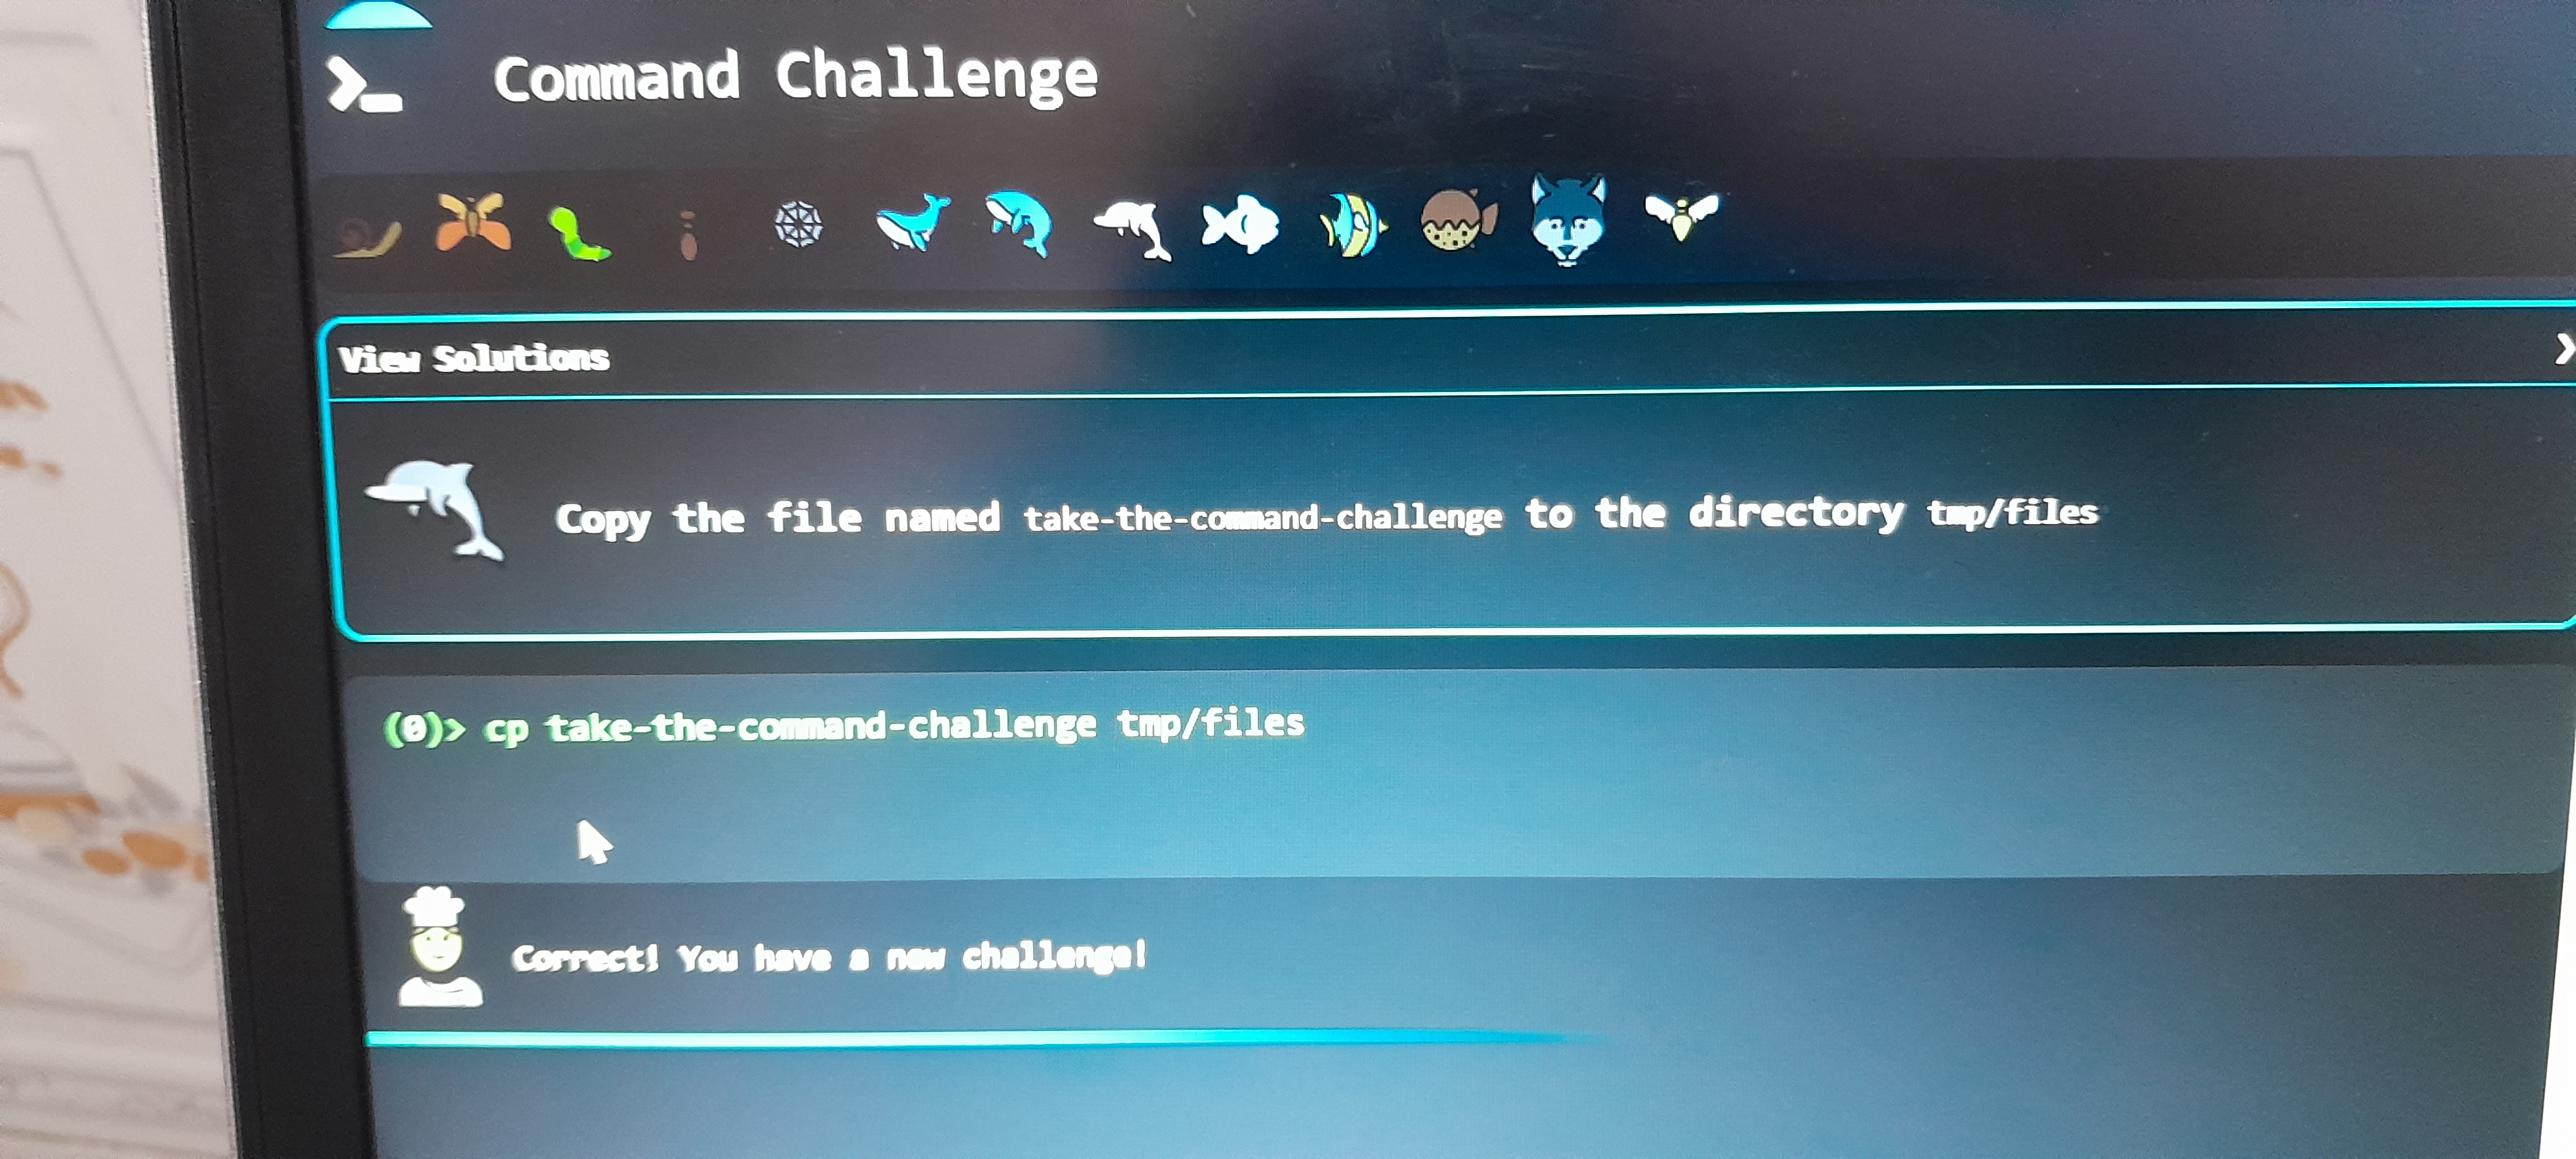 >_ Command Challenge
View Solutions
Copy the file named take-the-command-challenge to the directory tmp/files
(0)> cp take-the-command-challenge tmp/files
Correct! You have a new challenge!